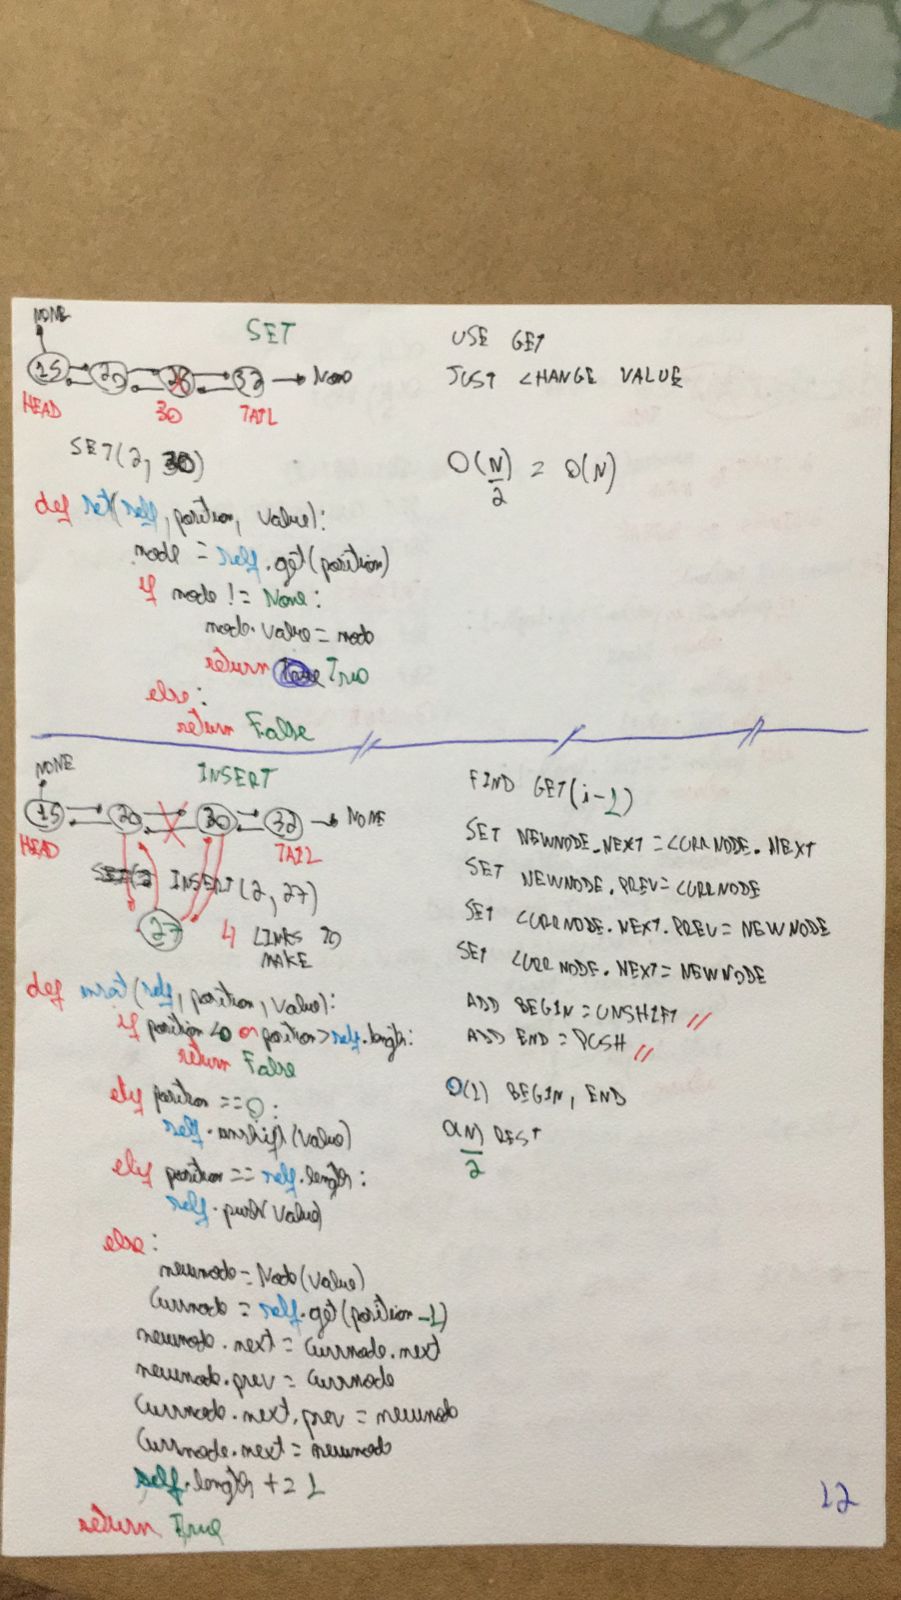 NONE
SET
USE GET
JUST CHANGE VALUE
15 20 32 → None
HEAD 30 TAIL
SET(2, 30)
O(N/2) = O(N)
def set(self, position, value):
node = self.get(position)
if node != None:
node.value = node
return True
else:
return False
NONE
INSERT
15 20 30 32 → NONE
HEAD TAIL
INSERT(2, 27)
27
4 LINKS TO
MAKE
FIND GET(i-1)
SET NEWNODE.NEXT = CURRNODE.NEXT
SET NEWNODE.PREV = CURRNODE
SET CURRNODE.NEXT.PREV = NEWNODE
SET CURRNODE.NEXT = NEWNODE
ADD BEGIN = UNSHIFT //
ADD END = PUSH //
O(1) BEGIN, END
O(N/2) REST
def insert(self, position, value):
if position <0 or position > self.length:
return False
elif position == 0:
self.unshift(value)
elif position == self.length:
self.push(value)
else:
newnode = Node(value)
currnode = self.get(position -1)
newnode.next = currnode.next
newnode.prev = currnode
currnode.next.prev = newnode
currnode.next = newnode
self.length += 1
return True
12